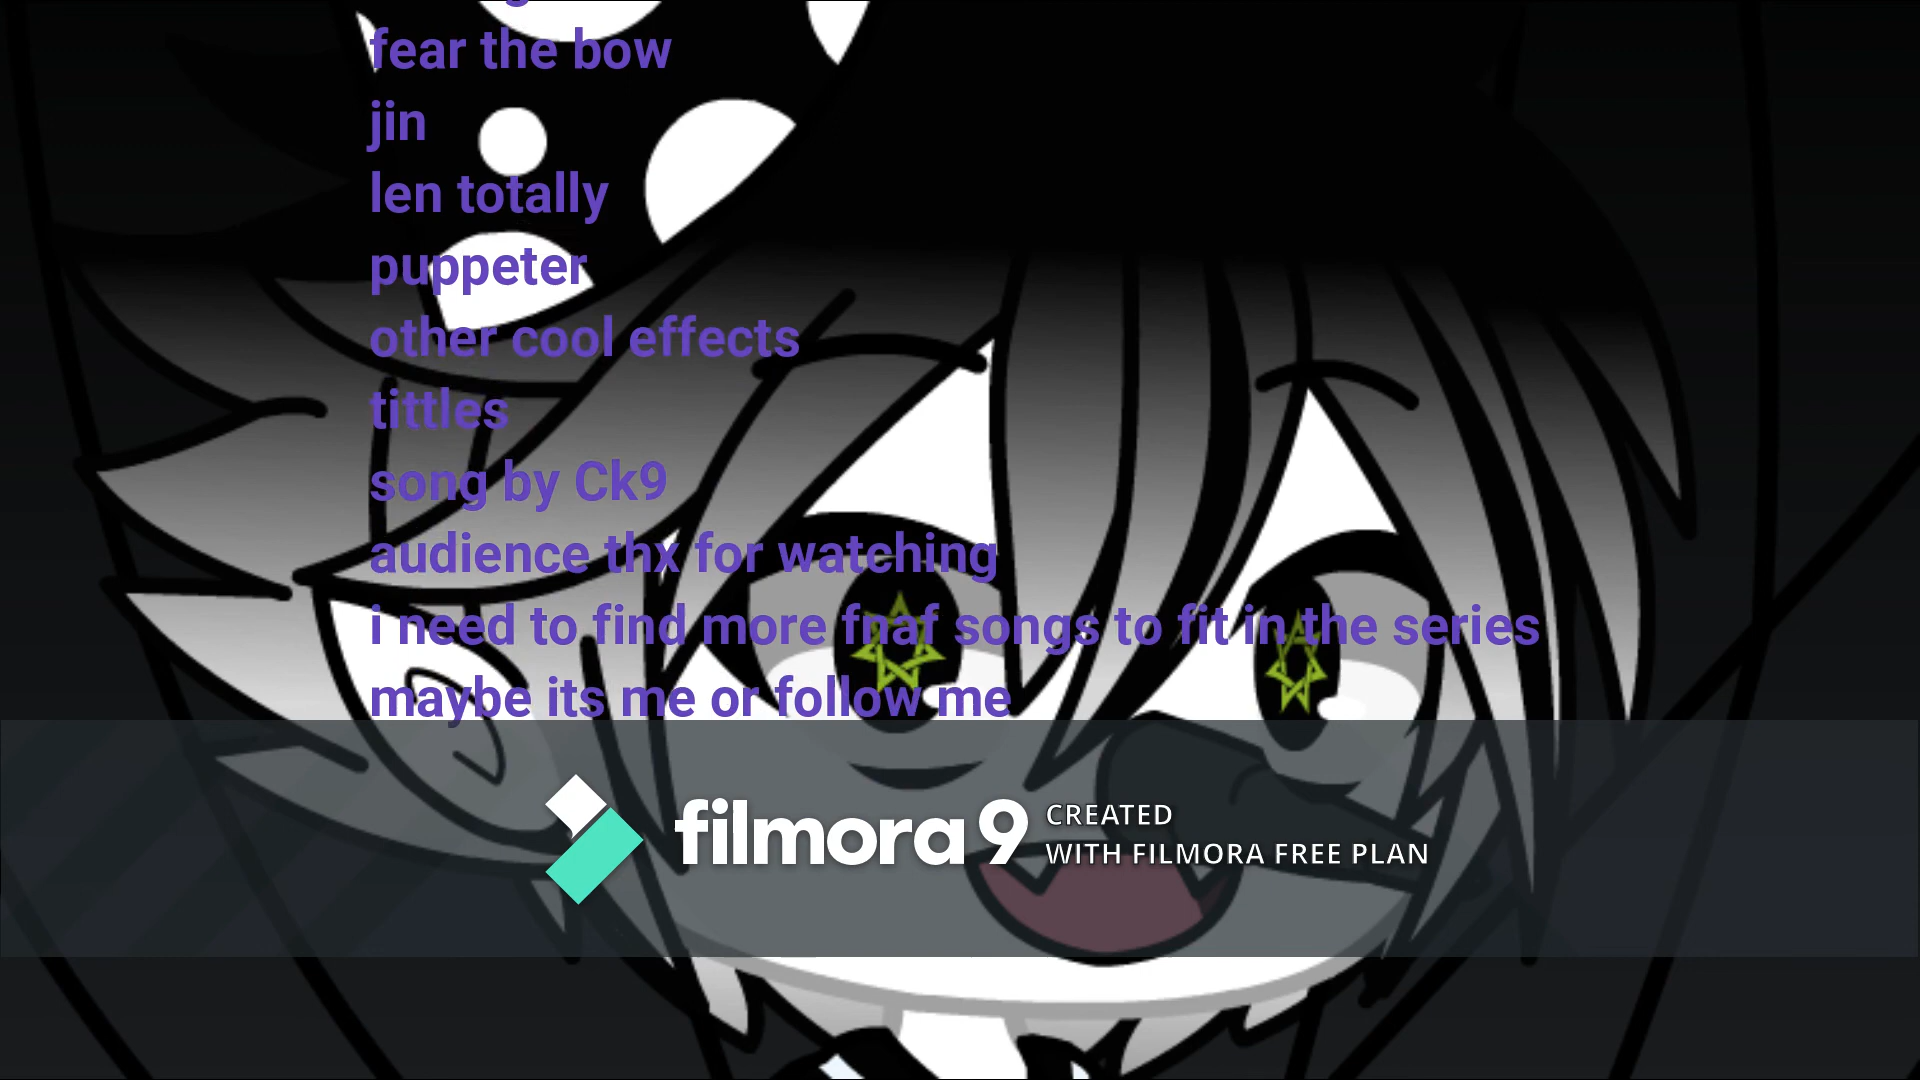 fear the bow
jin
len totally
puppeter
other cool effects
tittles
song by Ck9
audience thx for watching
i need to find more fnaf songs to fit in the series
maybe its me or follow me
filmora9
CREATED
WITH FILMORA FREE PLAN